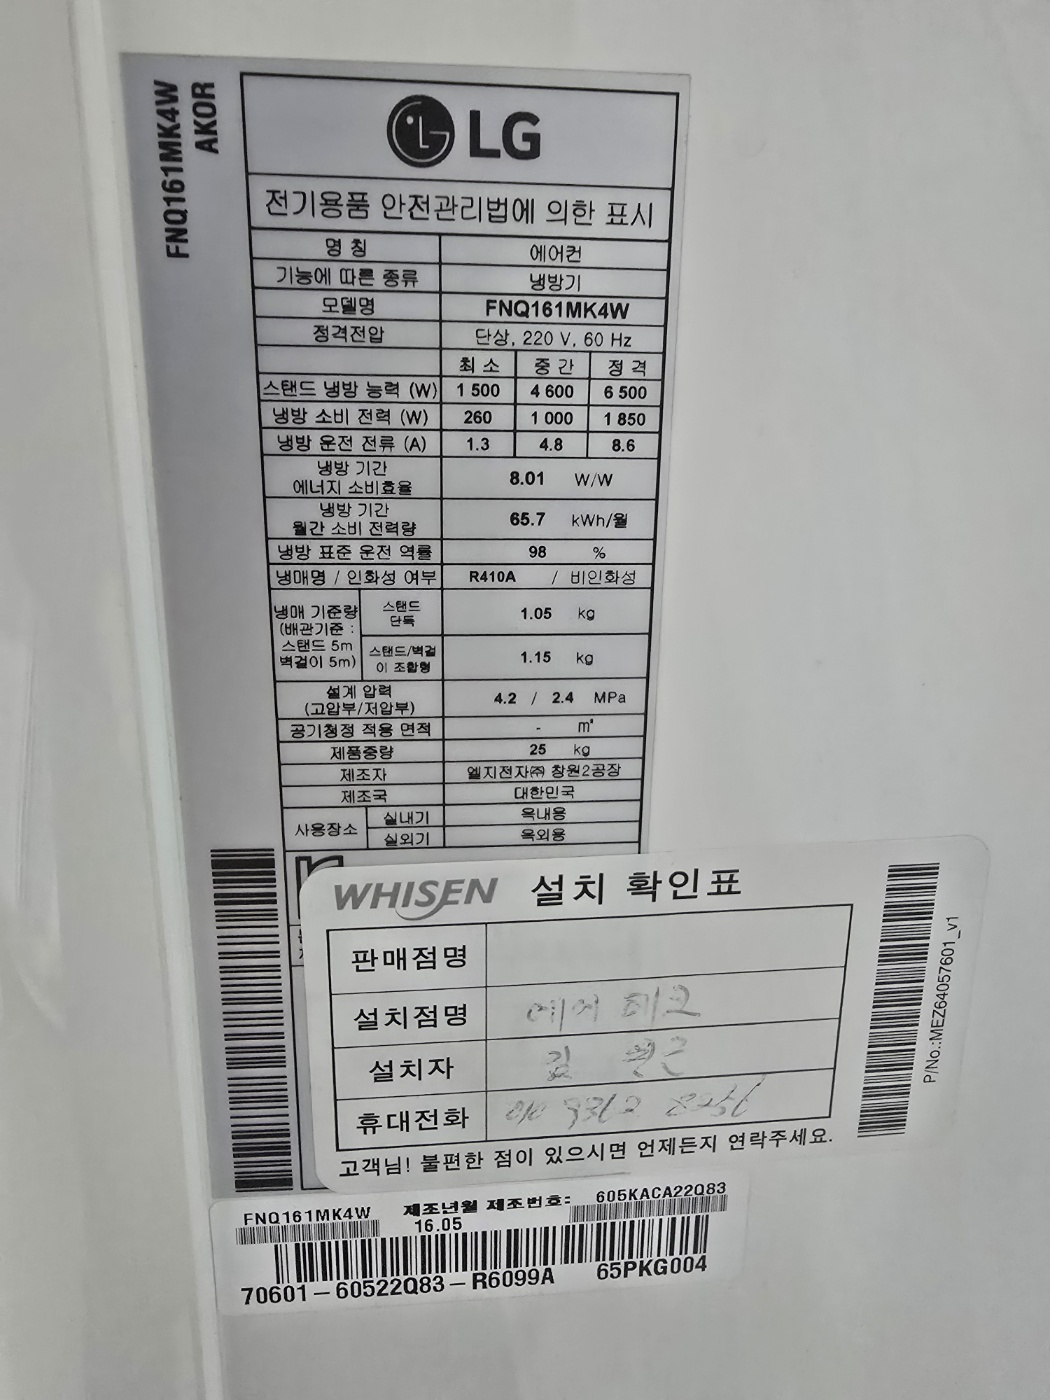 FNQ161MK4W
AKOR
LG
전기용품 안전관리법에 의한 표시
명 칭 에어컨
기능에 따른 종류 냉방기
모델명 FNQ161MK4W
정격전압 단상, 220 V, 60 Hz
최 소 중 간 정 격
스탠드 냉방 능력 (W) 1 500 4 600 6 500
냉방 소비 전력 (W) 260 1 000 1 850
냉방 운전 전류 (A) 1.3 4.8 8.6
냉방 기간
에너지 소비효율 8.01 W/W
냉방 기간
월간 소비 전력량 65.7 kWh/월
냉방 표준 운전 역률 98 %
냉매명 / 인화성 여부 R410A / 비인화성
냉매 기준량
(배관기준 :
스탠드 5m
벽걸이 5m)
스탠드
단독 1.05 kg
스탠드/벽걸
이 조합형 1.15 kg
설계 압력
(고압부/저압부) 4.2 / 2.4 MPa
공기청정 적용 면적 - m²
제품중량 25 kg
제조자 엘지전자㈜ 창원2공장
제조국 대한민국
사용장소 실내기 옥내용
실외기 옥외용
WHISEN 설치 확인표
판매점명
설치점명 에어테크
설치자 김
휴대전화 010
고객님! 불편한 점이 있으시면 언제든지 연락주세요.
P/No.:MEZ64057601_v1
FNQ161MK4W 제조년월 제조번호: 605KACA22Q83
16.05
70601-60522Q83-R6099A 65PKG004